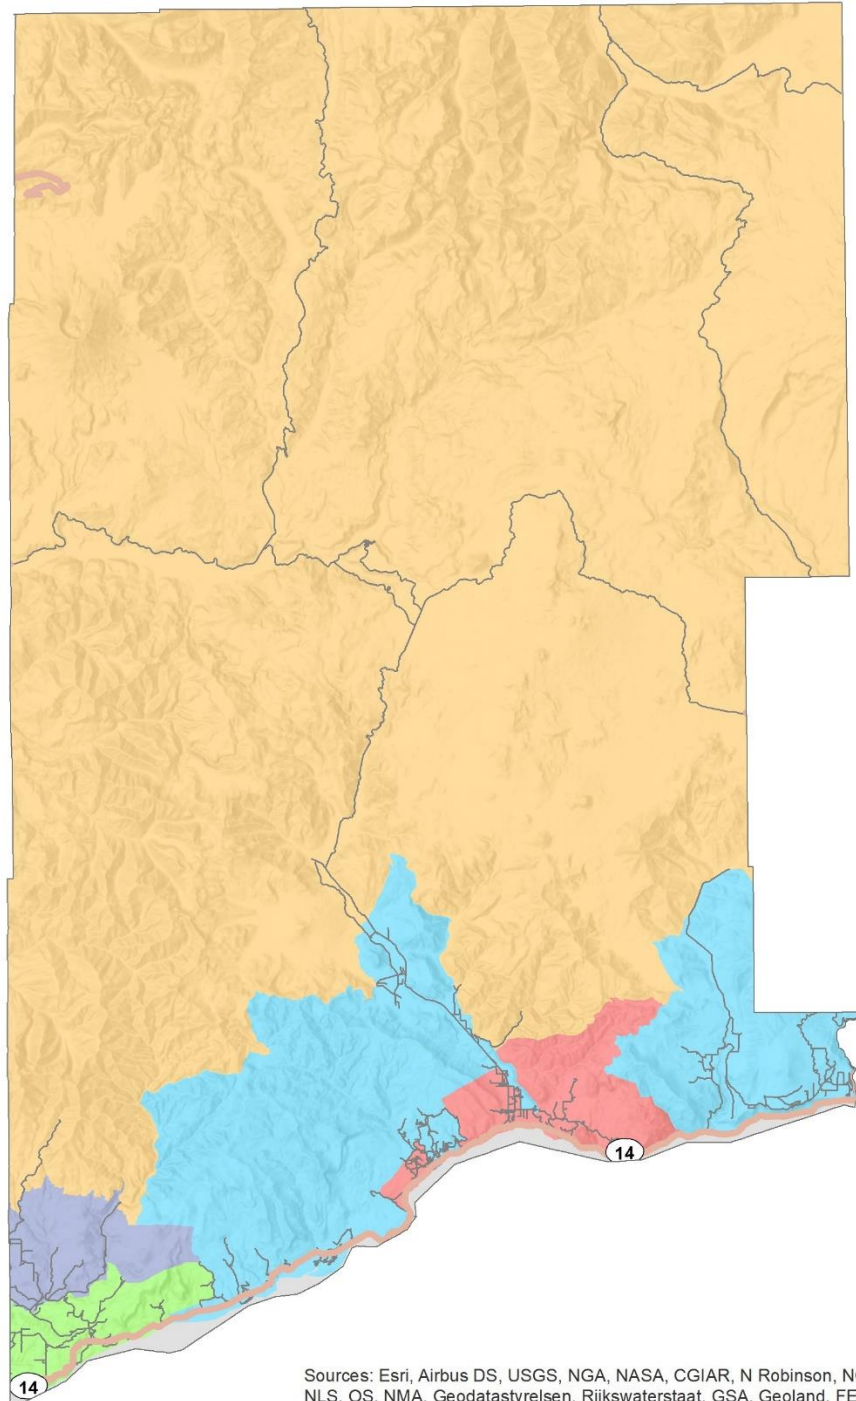 14
14
Sources: Esri, Airbus DS, USGS, NGA, NASA, CGIAR, N Robinson,
NLS, OS, NMA, Geodatastyrelsen, Rijkswaterstaat, GSA, Geoland,